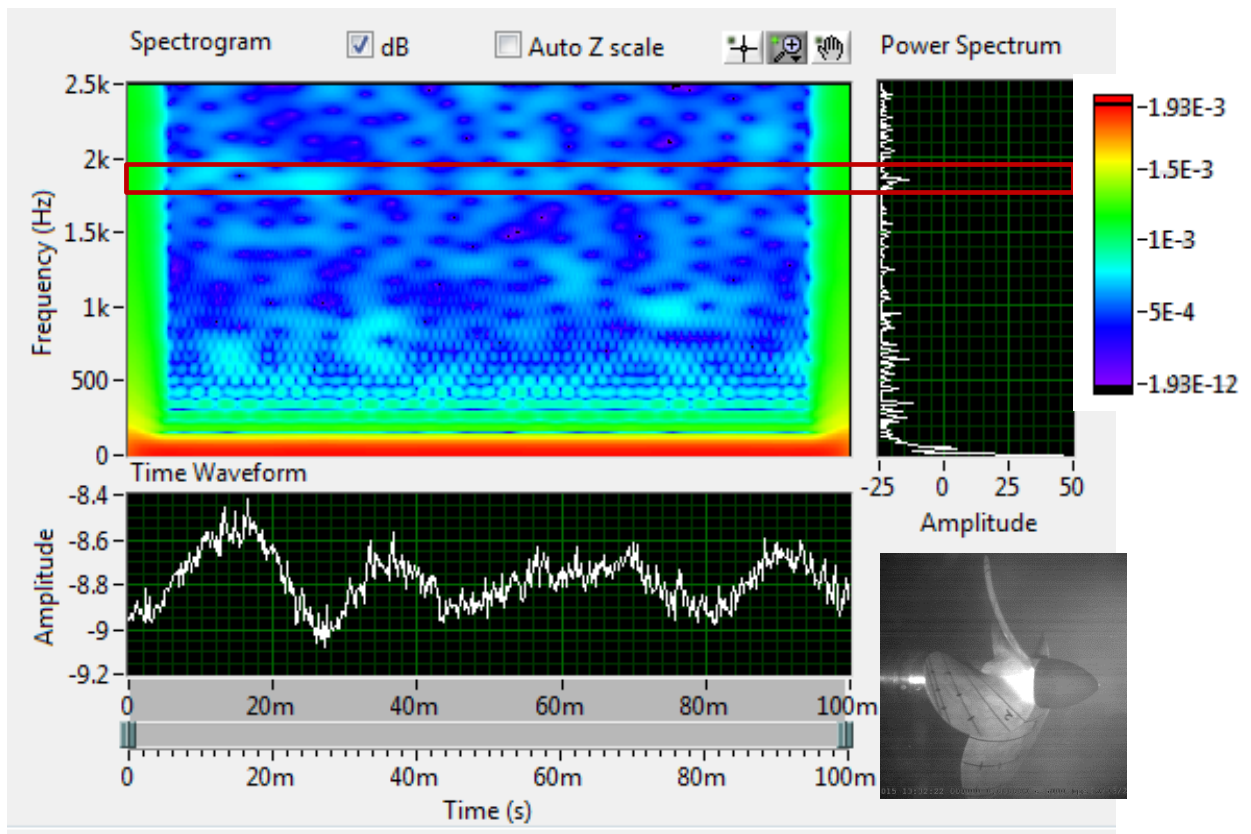 Spectrogram
dB
Auto Z scale
Power Spectrum
2.5k
2k
1.5k
1k
500
0
Frequency (Hz)
-1.93E-3
-1.5E-3
-1E-3
-5E-4
-1.93E-12
-25 0 25 50
Amplitude
Time Waveform
-8.4
-8.6
-8.8
-9
-9.2
Amplitude
0 20m 40m 60m 80m 100m
0 20m 40m 60m 80m 100m
Time (s)